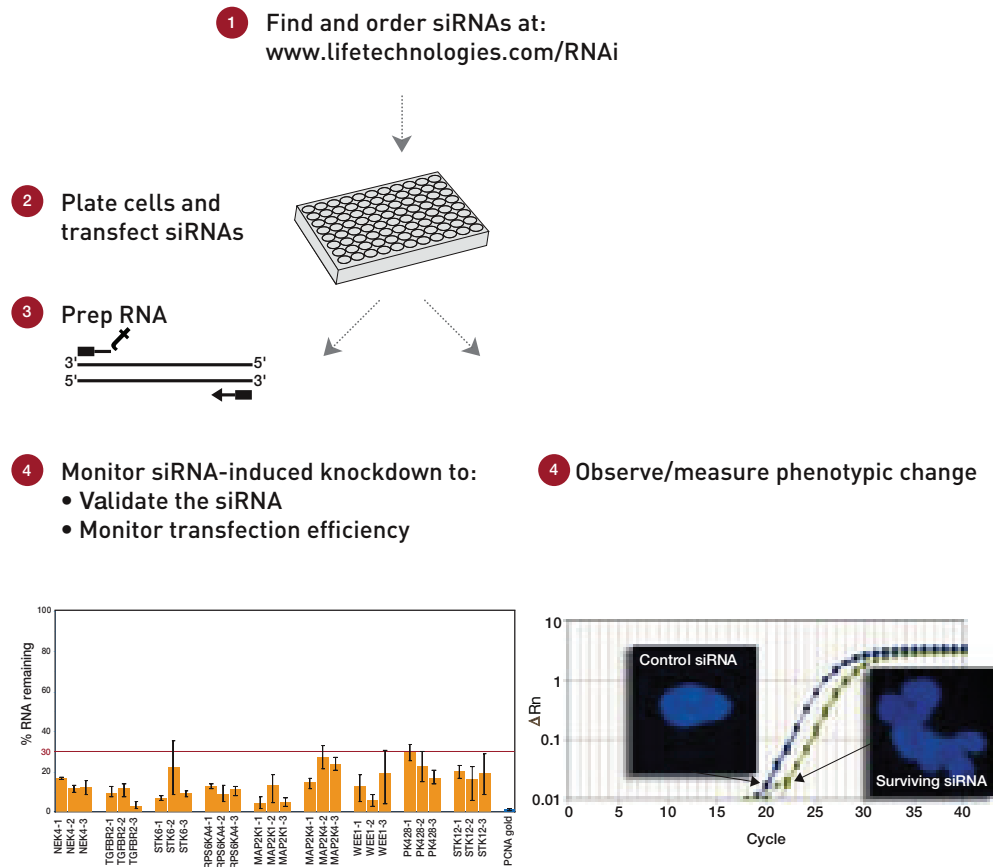 1 Find and order siRNAs at:
www.lifetechnologies.com/RNAi
2 Plate cells and
transfect siRNAs
3 Prep RNA
3' 5'
5' 3'
4 Monitor siRNA-induced knockdown to:
• Validate the siRNA
• Monitor transfection efficiency
% RNA remaining
100
80
60
40
30
20
0
NEK4-1
NEK4-2
NEK4-3
TGFBR2-1
TGFBR2-2
TGFBR2-3
STK6-1
STK6-2
STK6-3
RPS6KA4-1
RPS6KA4-2
RPS6KA4-3
MAP2K1-1
MAP2K1-2
MAP2K1-3
MAP2K4-1
MAP2K4-2
MAP2K4-3
WEE1-1
WEE1-2
WEE1-3
PK428-1
PK428-2
PK428-3
STK12-1
STK12-2
STK12-3
PCNA gold
4 Observe/measure phenotypic change
ΔRn
10
1
0.1
0.01
Control siRNA
Surviving siRNA
0 5 10 15 20 25 30 35 40
Cycle